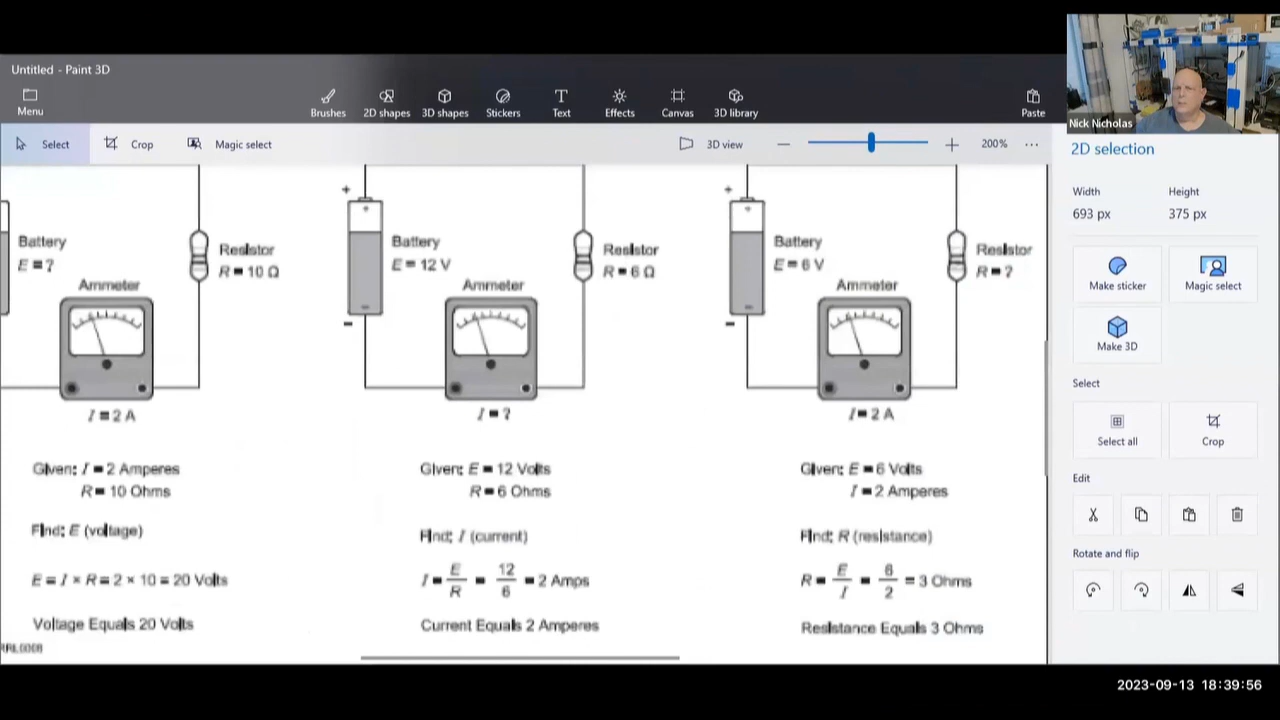 Untitled - Paint 3D
Menu
Brushes
2D shapes
3D shapes
Stickers
Text
Effects
Canvas
3D library
Paste
Select
Crop
Magic select
3D view
200%
Nick Nicholas
2D selection
Width
Height
693 px
375 px
Make sticker
Magic select
Make 3D
Select
Select all
Crop
Edit
Rotate and flip
Battery
E = ?
Resistor
R = 10 Ω
Ammeter
I = 2 A
Given: I = 2 Amperes
R = 10 Ohms
Find: E (voltage)
E = I × R = 2 × 10 = 20 Volts
Voltage Equals 20 Volts
+
Battery
E = 12 V
-
Resistor
R = 6 Ω
Ammeter
I = ?
Given: E = 12 Volts
R = 6 Ohms
Find: I (current)
I = E/R = 12/6 = 2 Amps
Current Equals 2 Amperes
+
Battery
E = 6 V
-
Resistor
R = ?
Ammeter
I = 2 A
Given: E = 6 Volts
I = 2 Amperes
Find: R (resistance)
R = E/I = 6/2 = 3 Ohms
Resistance Equals 3 Ohms
2023-09-13 18:39:56